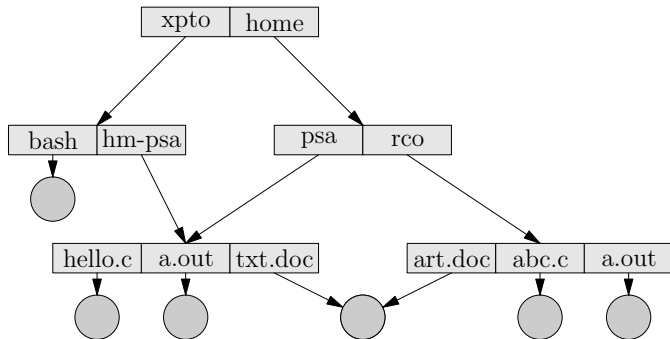 xpto home
bash hm-psa psa rco
hello.c a.out txt.doc art.doc abc.c a.out